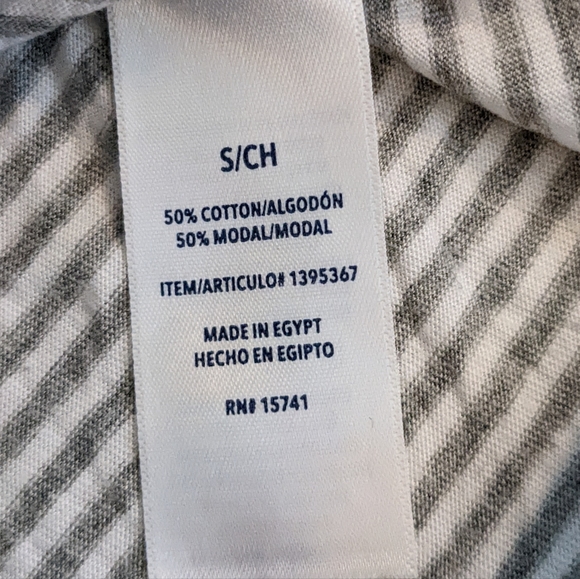 S/CH
50% COTTON/ALGODÓN
50% MODAL/MODAL
ITEM/ARTICULO# 1395367
MADE IN EGYPT
HECHO EN EGIPTO
RN# 15741